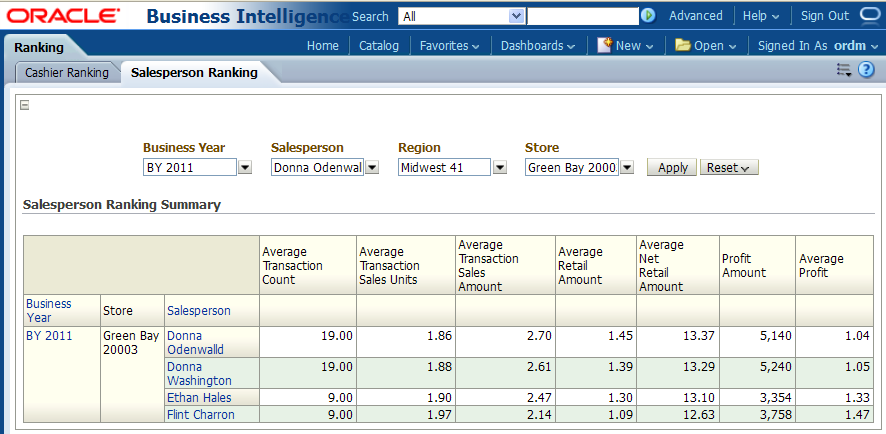 ORACLE® Business Intelligence Search All Advanced Help Sign Out
Ranking Home Catalog Favorites Dashboards New Open Signed In As ordm
Cashier Ranking Salesperson Ranking ?
Business Year Salesperson Region Store
BY 2011 Donna Odenwal Midwest 41 Green Bay 2000 Apply Reset
Salesperson Ranking Summary
Average Transaction Count Average Transaction Sales Units Average Transaction Sales Amount Average Retail Amount Average Net Retail Amount Profit Amount Average Profit
Business Year Store Salesperson
BY 2011 Green Bay 20003 Donna Odenwalld 19.00 1.86 2.70 1.45 13.37 5,140 1.04
Donna Washington 19.00 1.88 2.61 1.39 13.29 5,240 1.05
Ethan Hales 9.00 1.90 2.47 1.30 13.10 3,354 1.33
Flint Charron 9.00 1.97 2.14 1.09 12.63 3,758 1.47